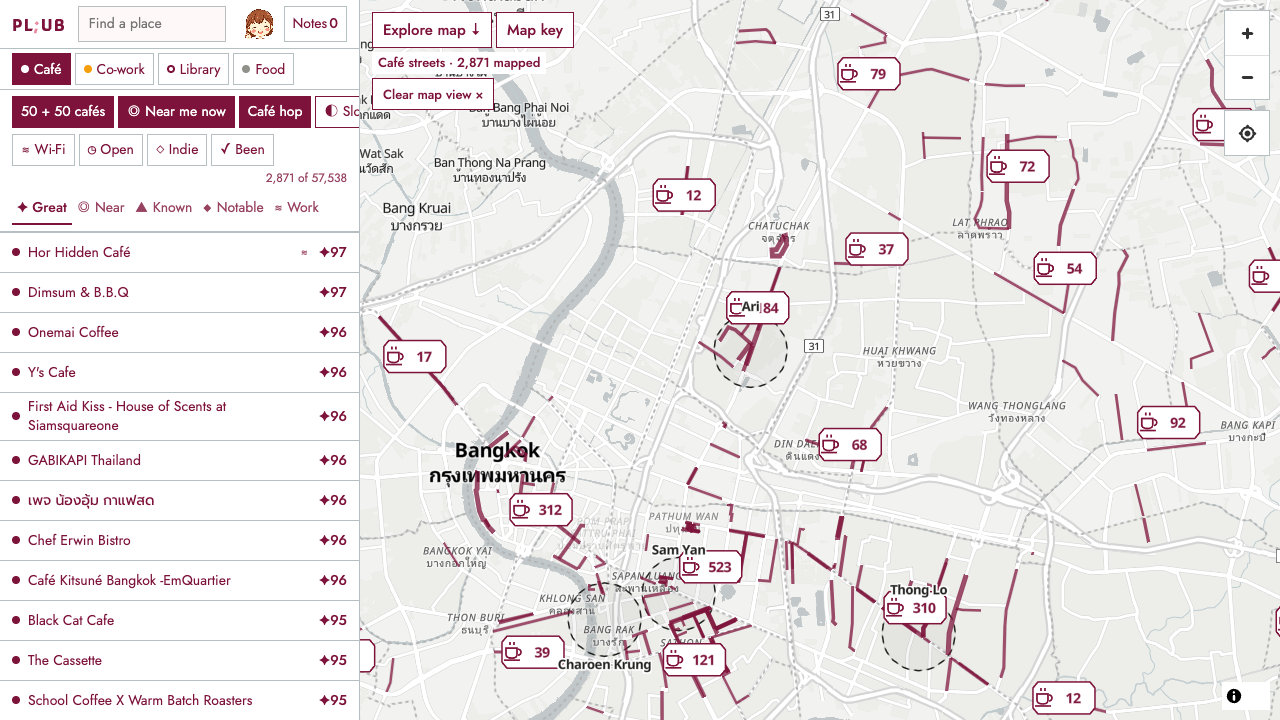 PL:UB
Find a place
Notes 0
Café
Co-work
Library
Food
50 + 50 cafés
Near me now
Café hop
Wi-Fi
Open
Indie
Been
2,871 of 57,538
Great
Near
Known
Notable
Work
Hor Hidden Café
97
Dimsum & B.B.Q
97
Onemai Coffee
96
Y's Cafe
96
First Aid Kiss - House of Scents at
Siamsquareone
96
GABIKAPI Thailand
96
เพจ น้องอุ้ม กาแฟสด
96
Chef Erwin Bistro
96
Café Kitsuné Bangkok -EmQuartier
96
Black Cat Cafe
95
The Cassette
95
School Coffee X Warm Batch Roasters
95
Explore map ↓
Map key
Café streets · 2,871 mapped
Clear map view ×
31
79
Bang Phai Noi
บ้านบางไผ่น้อย
Wat Sak
Ban Thong Na Prang
บ้านทองนาปรัง
Bang Kruai
บางกรวย
12
72
CHATUCHAK
จตุจักร
LAT PHRAO
ลาดพร้าว
37
54
Ari
84
31
17
HUAI KHWANG
ห้วยขวาง
WANG THONGLANG
วังทองหลาง
92
BANG KAPI
บางกะปิ
68
Bangkok
กรุงเทพมหานคร
312
PATHUM WAN
BANGKOK YAI
บางกอกใหญ่
Sam Yan
523
KHLONG SAN
คลองสาน
Thong Lo
310
THON BURI
ธนบุรี
BANG RAK
บางรัก
39
Charoen Krung
121
12